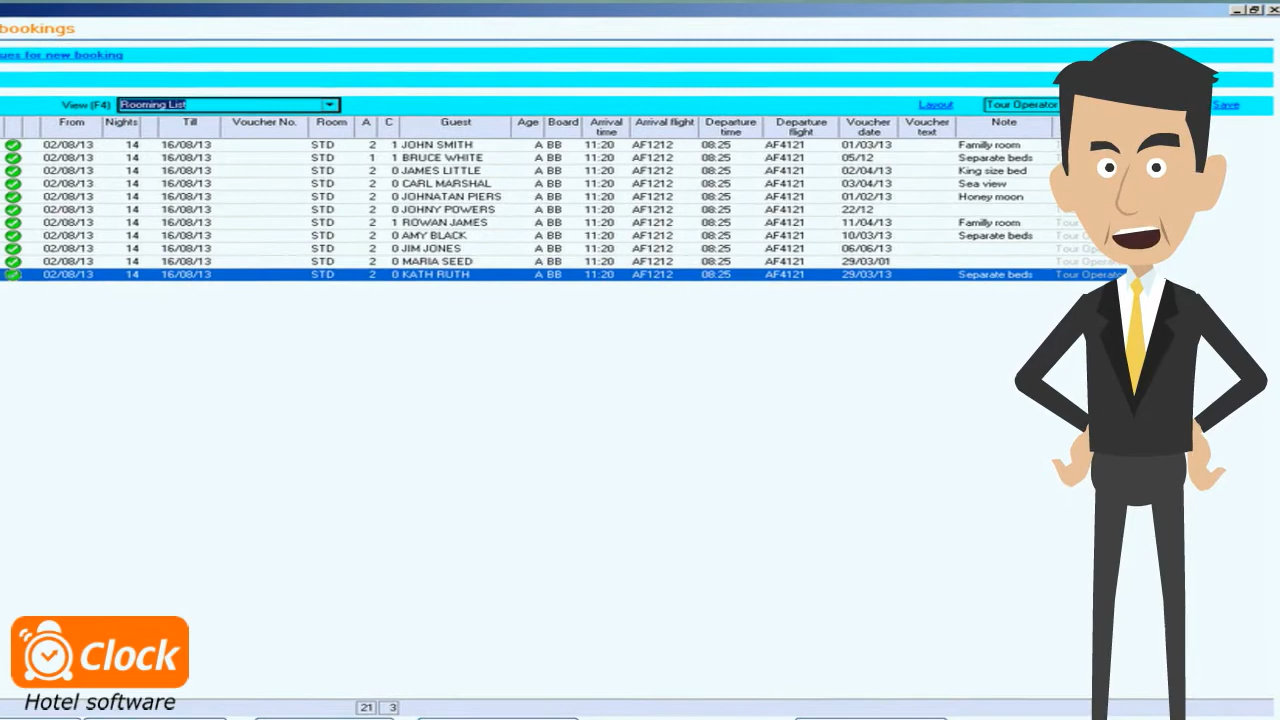 bookings
ues for new booking
View (F4) Rooming List Layout Tour Operator Save
From Nights Till Voucher No. Room A C Guest Age Board Arrival time Arrival flight Departure time Departure flight Voucher date Voucher text Note
02/08/13 14 16/08/13 STD 2 1 JOHN SMITH A BB 11:20 AF1212 08:25 AF4121 01/03/13 Familly room
02/08/13 14 16/08/13 STD 1 1 BRUCE WHITE A BB 11:20 AF1212 08:25 AF4121 05/12 Separate beds
02/08/13 14 16/08/13 STD 2 0 JAMES LITTLE A BB 11:20 AF1212 08:25 AF4121 02/04/13 King size bed
02/08/13 14 16/08/13 STD 2 0 CARL MARSHAL A BB 11:20 AF1212 08:25 AF4121 03/04/13 Sea view
02/08/13 14 16/08/13 STD 2 0 JOHNATAN PIERS A BB 11:20 AF1212 08:25 AF4121 01/02/13 Honey moon
02/08/13 14 16/08/13 STD 2 0 JOHNY POWERS A BB 11:20 AF1212 08:25 AF4121 22/12
02/08/13 14 16/08/13 STD 2 1 ROWAN JAMES A BB 11:20 AF1212 08:25 AF4121 11/04/13 Familly room Tour Op
02/08/13 14 16/08/13 STD 2 0 AMY BLACK A BB 11:20 AF1212 08:25 AF4121 10/03/13 Separate beds Tour Op
02/08/13 14 16/08/13 STD 2 0 JIM JONES A BB 11:20 AF1212 08:25 AF4121 06/06/13 Tour Oper
02/08/13 14 16/08/13 STD 2 0 MARIA SEED A BB 11:20 AF1212 08:25 AF4121 29/03/01 Tour Opera
02/08/13 14 16/08/13 STD 2 0 KATH RUTH A BB 11:20 AF1212 08:25 AF4121 29/03/13 Separate beds Tour Operator
Clock
Hotel software
21 3